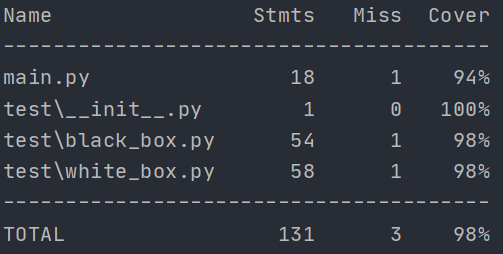 Name                Stmts   Miss  Cover
---------------------------------------
main.py                18      1    94%
test\__init__.py        1      0   100%
test\black_box.py      54      1    98%
test\white_box.py      58      1    98%
---------------------------------------
TOTAL                 131      3    98%